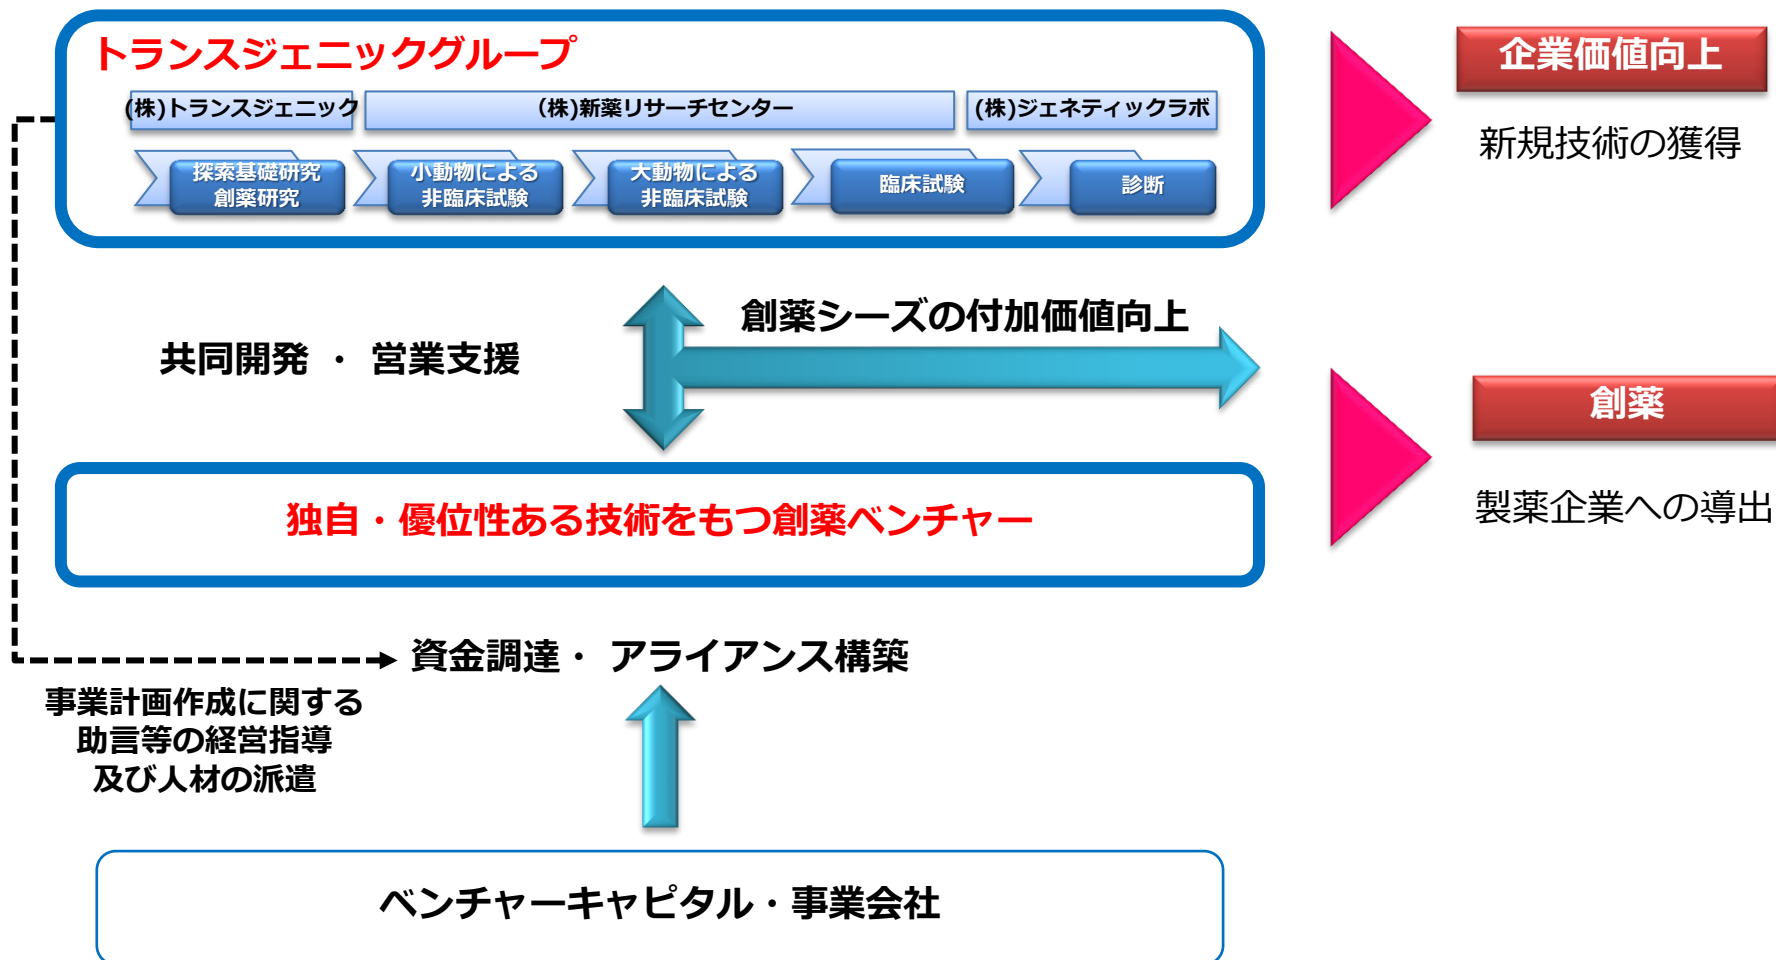 トランスジェニックグループ
(株)トランスジェニック
(株)新薬リサーチセンター
(株)ジェネティックラボ
探索基礎研究
創薬研究
小動物による
非臨床試験
大動物による
非臨床試験
臨床試験
診断
企業価値向上
新規技術の獲得
創薬シーズの付加価値向上
共同開発 ・ 営業支援
創薬
製薬企業への導出
独自・優位性ある技術をもつ創薬ベンチャー
資金調達・ アライアンス構築
事業計画作成に関する
助言等の経営指導
及び人材の派遣
ベンチャーキャピタル・事業会社